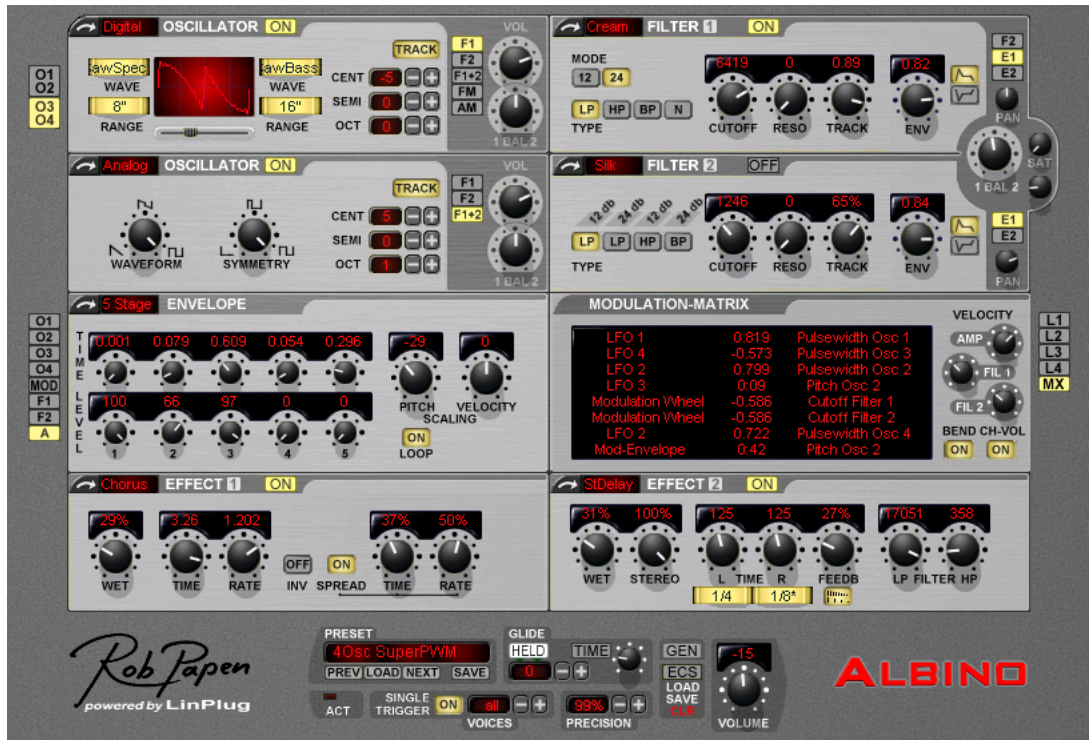 Digital OSCILLATOR ON
TRACK
awSpec awBass
WAVE WAVE
8" 16"
RANGE RANGE
CENT -5
SEMI 0
OCT 0
F1
F2
F1+2
FM
AM
VOL
1 BAL 2
O1
O2
O3
O4
Cream FILTER 1 ON
MODE
12 24
LP HP BP N
TYPE
6419 0 0.89 0.82
CUTOFF RESO TRACK ENV
F2
E1
E2
PAN
SAT
1 BAL 2
Analog OSCILLATOR ON
TRACK
WAVEFORM SYMMETRY
CENT 5
SEMI 0
OCT 1
F1
F2
F1+2
VOL
1 BAL 2
Silk FILTER 2 OFF
12 db 24 db 12 db 24 db
LP LP HP BP
TYPE
1246 0 65% 0.84
CUTOFF RESO TRACK ENV
E1
E2
PAN
5 Stage ENVELOPE
O1
O2
O3
O4
MOD
F1
F2
A
TIME
0.001 0.079 0.609 0.054 0.296
LEVEL
100 66 97 0 0
1 2 3 4 5
-29 0
PITCH VELOCITY
SCALING
ON
LOOP
MODULATION-MATRIX
LFO 1 0.819 Pulsewidth Osc 1
LFO 4 -0.573 Pulsewidth Osc 3
LFO 2 0.799 Pulsewidth Osc 2
LFO 3 0:09 Pitch Osc 2
Modulation Wheel -0.586 Cutoff Filter 1
Modulation Wheel -0.586 Cutoff Filter 2
LFO 2 0.722 Pulsewidth Osc 4
Mod-Envelope 0:42 Pitch Osc 2
VELOCITY
AMP
FIL 1
FIL 2
BEND CH-VOL
ON ON
L1
L2
L3
L4
MX
Chorus EFFECT 1 ON
29% 3.26 1.202 37% 50%
WET TIME RATE
OFF ON
INV SPREAD TIME RATE
StDelay EFFECT 2 ON
31% 100% 125 125 27% 17051 358
WET STEREO L TIME R FEEDB LP FILTER HP
1/4 1/8*
Rob Papen
powered by LinPlug
PRESET
4Osc SuperPWM
PREV LOAD NEXT SAVE
GLIDE
HELD TIME
0
ACT
SINGLE
TRIGGER ON
all
VOICES
99%
PRECISION
GEN
ECS
LOAD
SAVE
CLR
-15
VOLUME
ALBINO